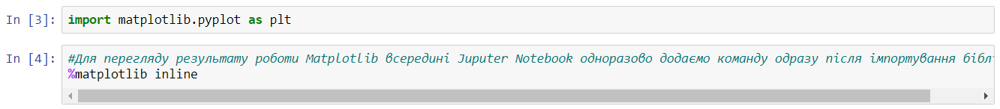 In [3]: import matplotlib.pyplot as plt
In [4]: #Для перегляду результату роботи Matplotlib всередині Juputer Notebook одноразово додаємо команду одразу після імпортування
%matplotlib inline